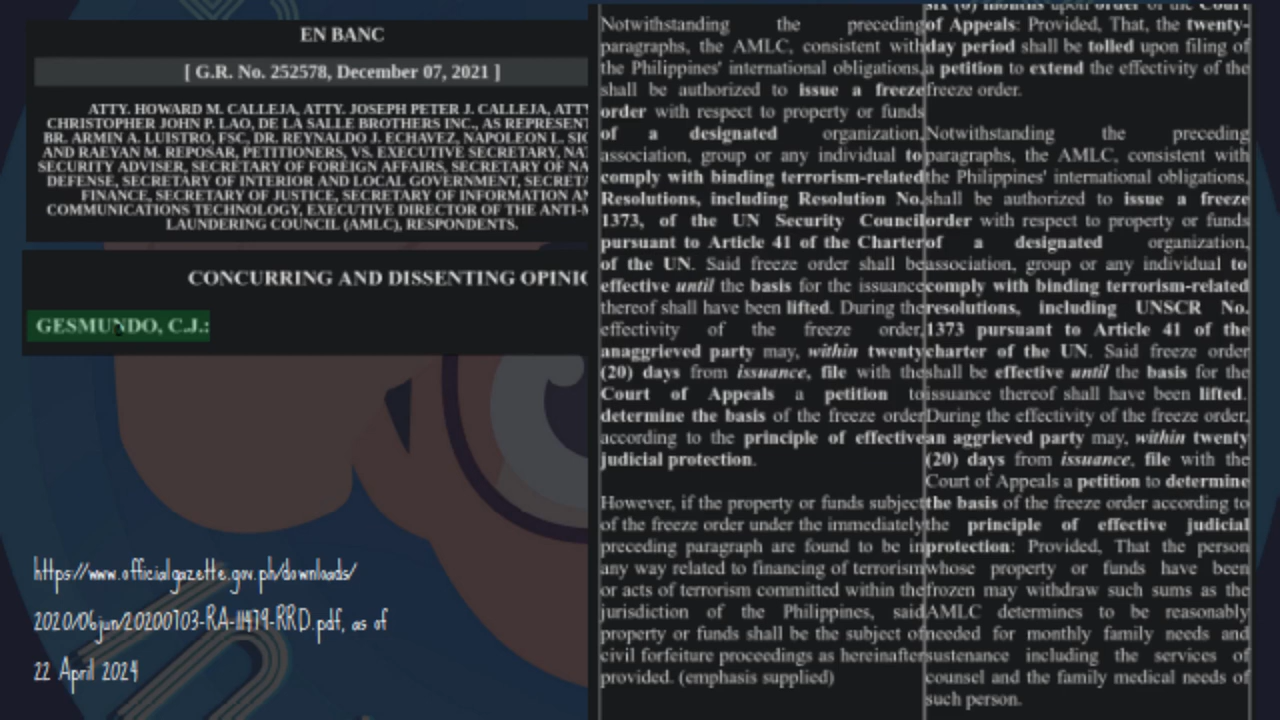 EN BANC
[ G.R. No. 252578, December 07, 2021 ]
ATTY. HOWARD M. CALLEJA, ATTY. JOSEPH PETER J. CALLEJA,
CHRISTOPHER JOHN P. LAO, DE LA SALLE BROTHERS INC., AS
BR. ARMIN A. LUISTRO, FSC, DR. REYNALDO J. ECHAVEZ, NAPOLEON L.
AND RAEYAN M. REPOSAR, PETITIONERS, VS. EXECUTIVE SECRETARY,
SECURITY ADVISER, SECRETARY OF FOREIGN AFFAIRS, SECRETARY OF
DEFENSE, SECRETARY OF INTERIOR AND LOCAL GOVERNMENT,
FINANCE, SECRETARY OF JUSTICE, SECRETARY OF INFORMATION
COMMUNICATIONS TECHNOLOGY, EXECUTIVE DIRECTOR OF THE
LAUNDERING COUNCIL (AMLC), RESPONDENTS.
CONCURRING AND DISSENTING
GESMUNDO, C.J.:
https://www.officialgazette.gov.ph/downloads/
2020/06jun/20200703-RA-11479-RRD.pdf, as of
22 April 2024
Notwithstanding the preceding
paragraphs, the AMLC, consistent with
the Philippines' international obligations,
shall be authorized to issue a freeze
order with respect to property or funds
of a designated organization,
association, group or any individual to
comply with binding terrorism-related
Resolutions, including Resolution No.
1373, of the UN Security Council
pursuant to Article 41 of the Charter
of the UN. Said freeze order shall be
effective until the basis for the issuance
thereof shall have been lifted. During the
effectivity of the freeze order,
anaggrieved party may, within twenty
(20) days from issuance, file with the
Court of Appeals a petition to
determine the basis of the freeze order
according to the principle of effective
judicial protection.
However, if the property or funds subject
of the freeze order under the immediately
preceding paragraph are found to be in
any way related to financing of terrorism
or acts of terrorism committed within the
jurisdiction of the Philippines, said
property or funds shall be the subject of
civil forfeiture proceedings as hereinafter
provided. (emphasis supplied)
six (6) months upon order of the Court
of Appeals: Provided, That, the twenty-
day period shall be tolled upon filing of
a petition to extend the effectivity of the
freeze order.
Notwithstanding the preceding
paragraphs, the AMLC, consistent with
the Philippines' international obligations,
shall be authorized to issue a freeze
order with respect to property or funds
of a designated organization,
association, group or any individual to
comply with binding terrorism-related
resolutions, including UNSCR No.
1373 pursuant to Article 41 of the
charter of the UN. Said freeze order
shall be effective until the basis for the
issuance thereof shall have been lifted.
During the effectivity of the freeze order,
an aggrieved party may, within twenty
(20) days from issuance, file with the
Court of Appeals a petition to determine
the basis of the freeze order according to
the principle of effective judicial
protection: Provided, That the person
whose property or funds have been
frozen may withdraw such sums as the
AMLC determines to be reasonably
needed for monthly family needs and
sustenance including the services of
counsel and the family medical needs of
such person.